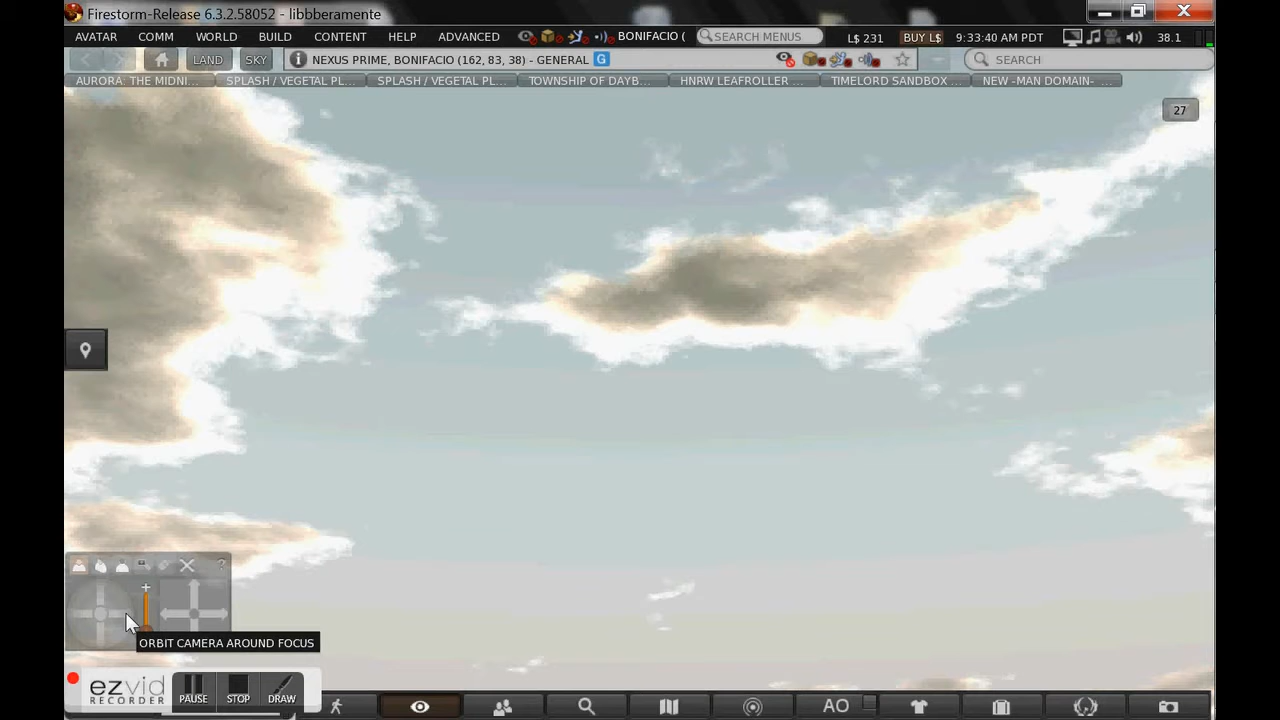 Firestorm-Release 6.3.2.58052 - libbberamente
AVATAR COMM WORLD BUILD CONTENT HELP ADVANCED BONIFACIO ( SEARCH MENUS L$ 231 BUY L$ 9:33:40 AM PDT 38.1
LAND SKY NEXUS PRIME, BONIFACIO (162, 83, 38) - GENERAL G SEARCH
AURORA: THE MIDNI... SPLASH / VEGETAL PL... SPLASH / VEGETAL PL... TOWNSHIP OF DAYB... HNRW LEAFROLLER ... TIMELORD SANDBOX ... NEW -MAN DOMAIN- ...
27
?
ORBIT CAMERA AROUND FOCUS
ezvid
RECORDER
PAUSE STOP DRAW
AO